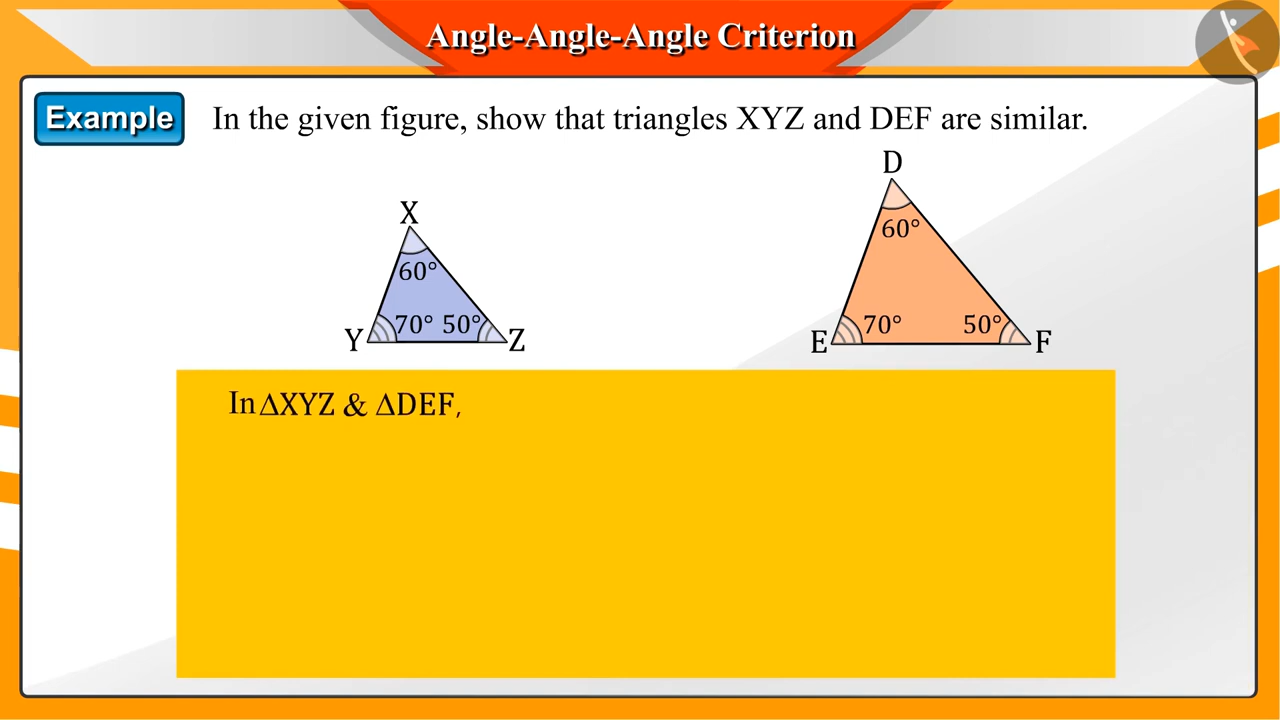 Angle-Angle-Angle Criterion
Example In the given figure, show that triangles XYZ and DEF are similar.
D
X
60°
60°
Y 70° 50° Z
E 70° 50° F
In ΔXYZ & ΔDEF,